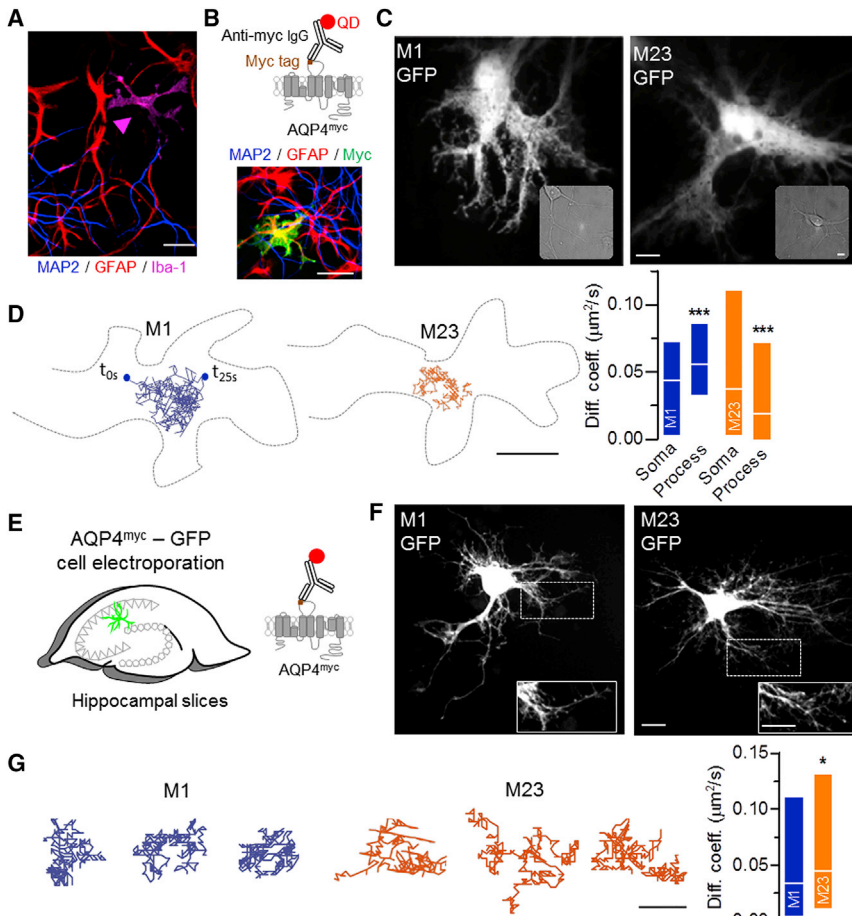 A
MAP2 / GFAP / Iba-1
B
QD
Anti-myc IgG
Myc tag
AQP4myc
MAP2 / GFAP / Myc
C
M1
GFP
M23
GFP
D
M1
t0s
t25s
M23
Diff. coeff. (μm²/s)
0.10
0.05
0.00
***
***
M1
M23
Soma
Process
Soma
Process
E
AQP4myc – GFP
cell electroporation
Hippocampal slices
AQP4myc
F
M1
GFP
M23
GFP
G
M1
M23
Diff. coeff. (μm²/s)
0.15
0.10
0.05
*
M1
M23